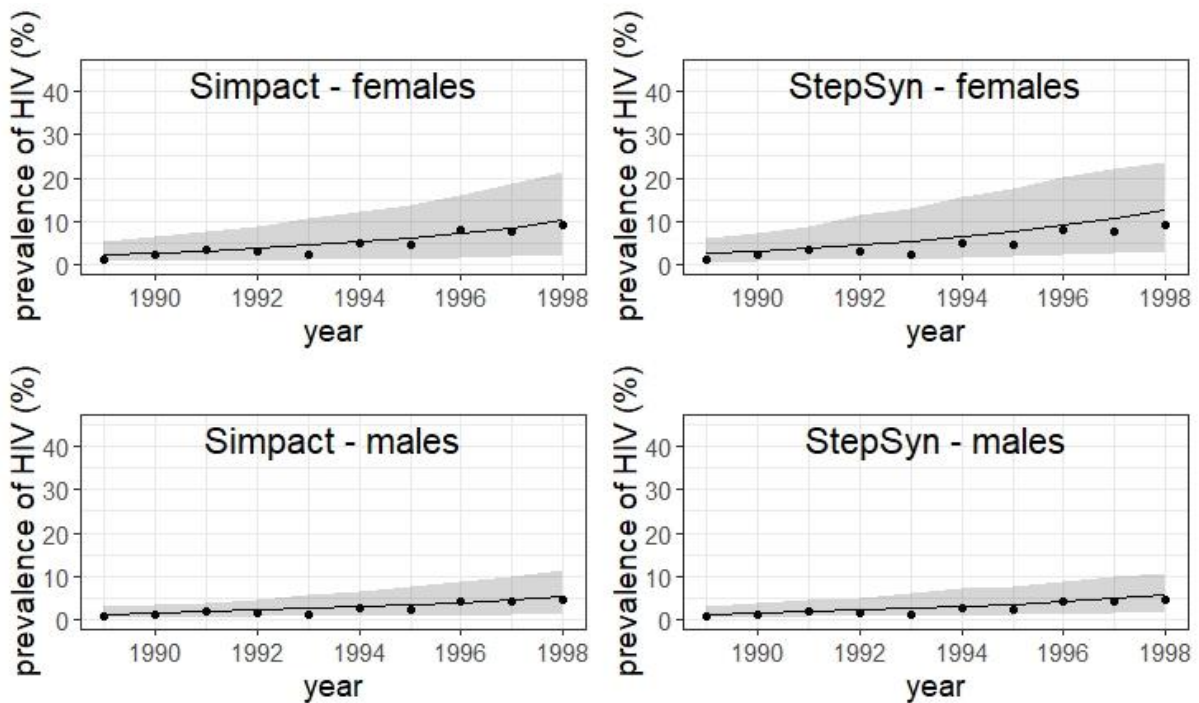 prevalence of HIV (%)
Simpact - females
40
30
20
10
0
1990 1992 1994 1996 1998
year
prevalence of HIV (%)
StepSyn - females
40
30
20
10
0
1990 1992 1994 1996 1998
year
prevalence of HIV (%)
Simpact - males
40
30
20
10
0
1990 1992 1994 1996 1998
year
prevalence of HIV (%)
StepSyn - males
40
30
20
10
0
1990 1992 1994 1996 1998
year